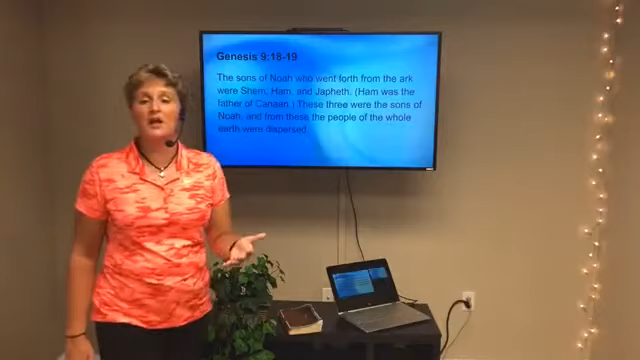 Genesis 9:18-19
The sons of Noah who went forth from the ark
were Shem, Ham, and Japheth. (Ham was the
father of Canaan.) These three were the sons of
Noah, and from these the people of the whole
earth were dispersed.